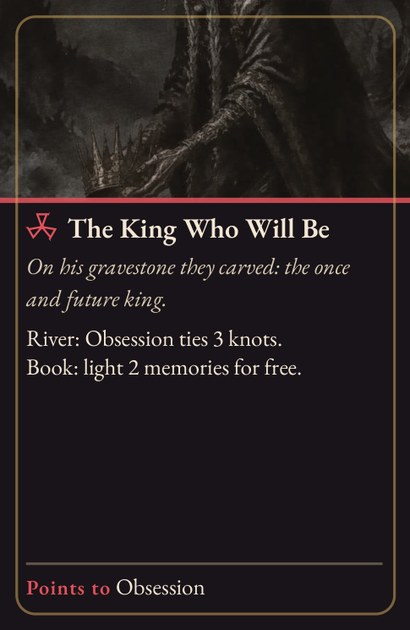 The King Who Will Be
On his gravestone they carved: the once
and future king.
River: Obsession ties 3 knots.
Book: light 2 memories for free.
Points to Obsession